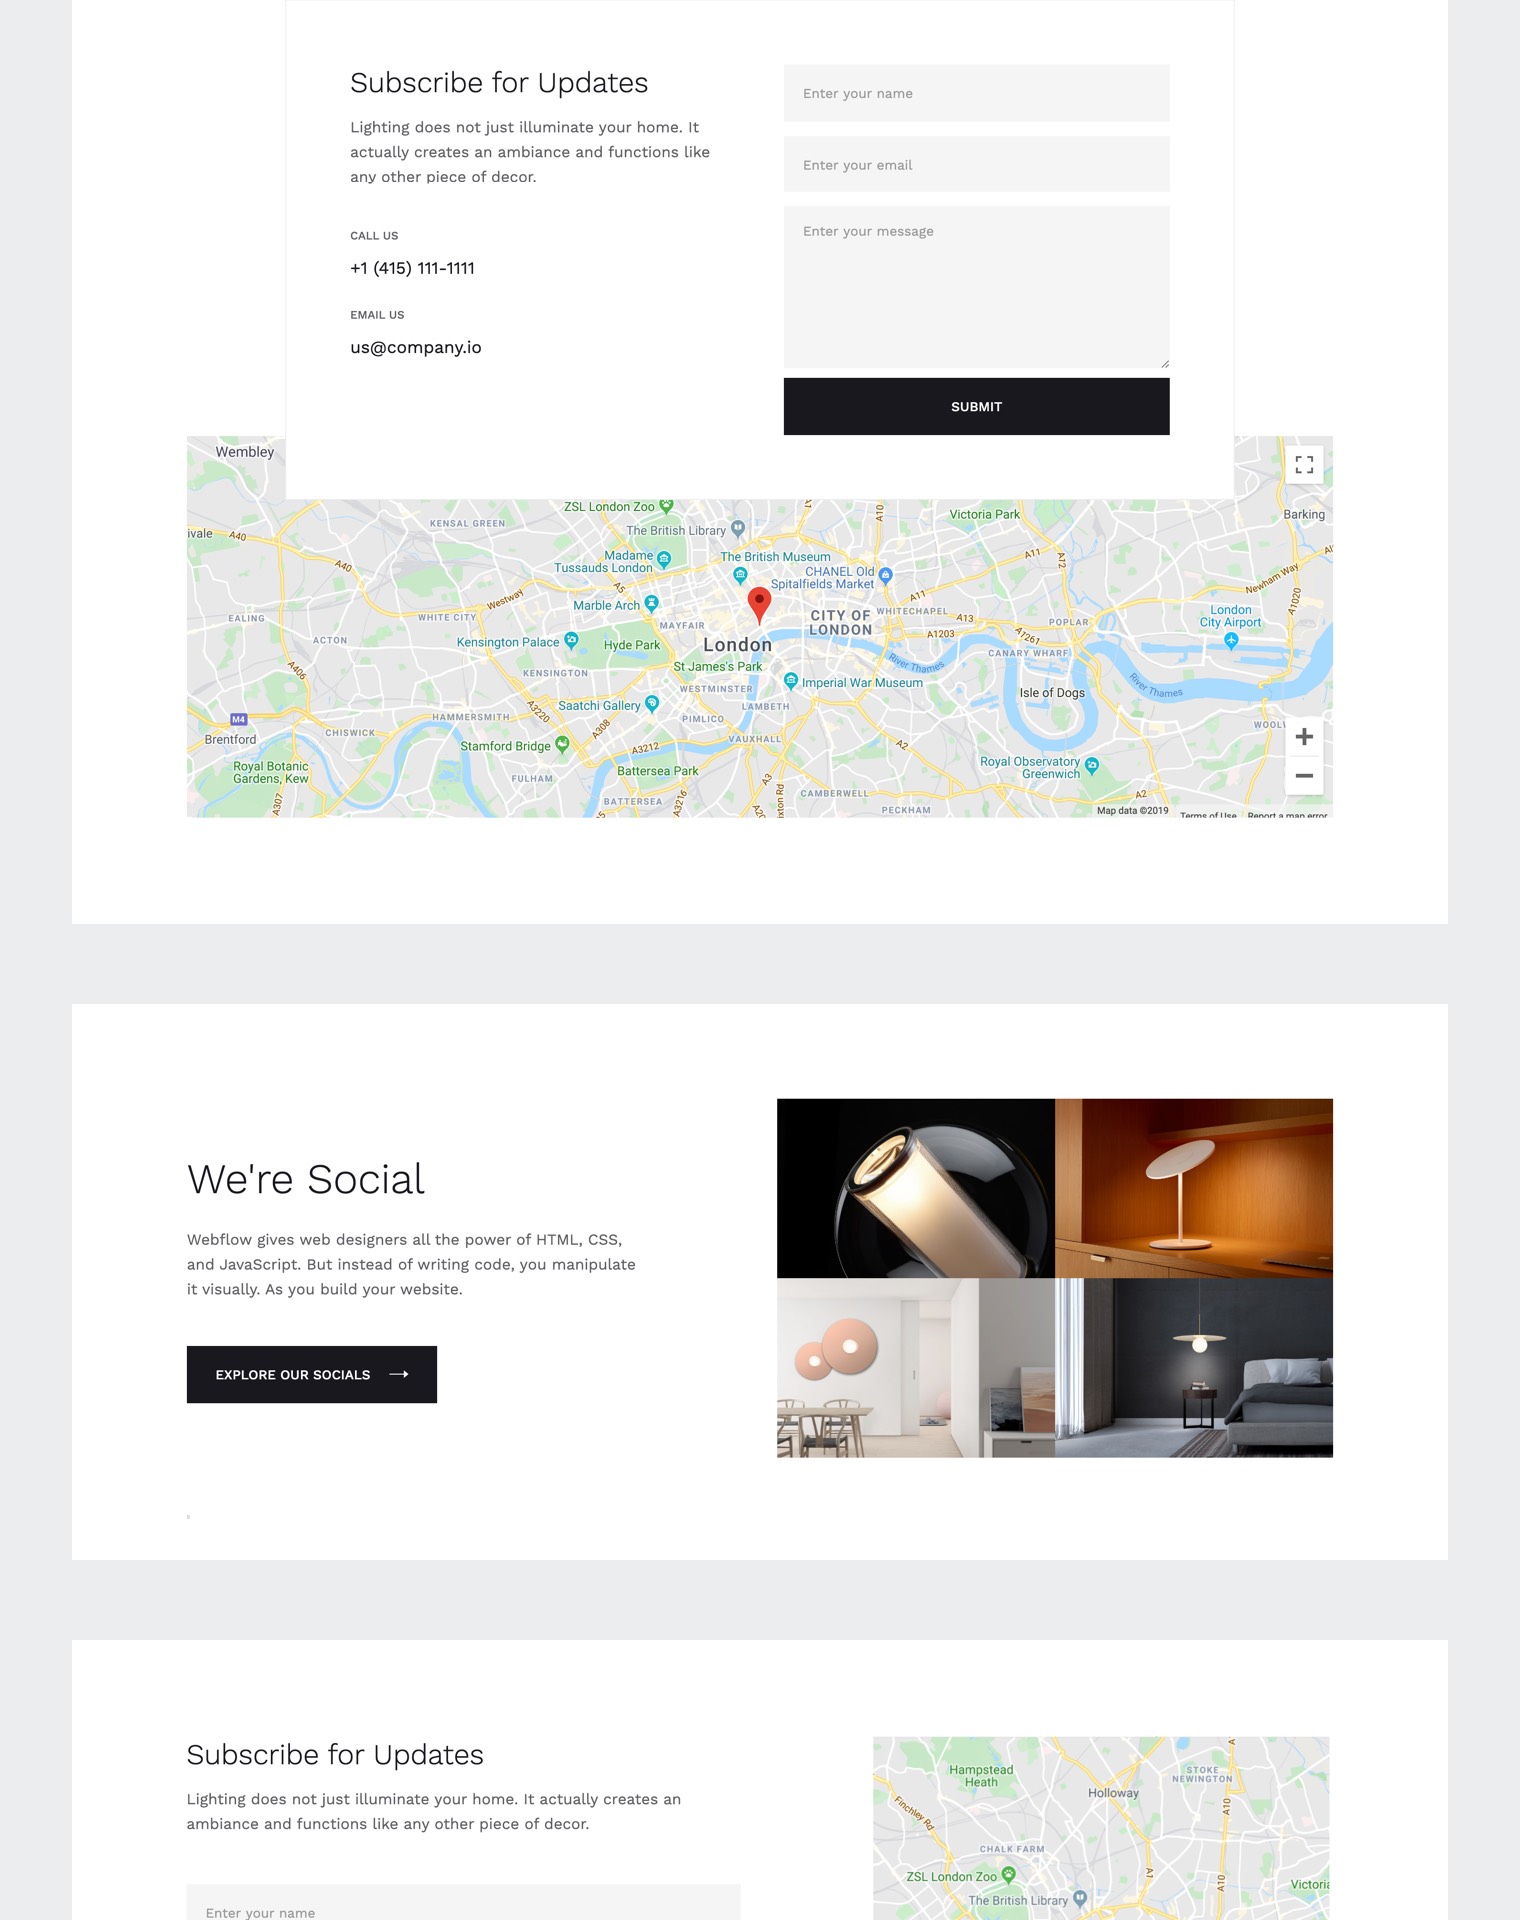 Subscribe for Updates
Lighting does not just illuminate your home. It
actually creates an ambiance and functions like
any other piece of decor.
CALL US
+1 (415) 111-1111
EMAIL US
us@company.io
Enter your name
Enter your email
Enter your message
SUBMIT
Wembley
ZSL London Zoo
A10
Victoria Park
Barking
KENSAL GREEN
The British Library
ivale
A40
A40
Madame
Tussauds London
The British Museum
CHANEL Old
Spitalfields Market
A11
A12
Newham Way
A5
Westway
Marble Arch
A11
WHITECHAPEL
A1020
London
City Airport
EALING
WHITE CITY
MAYFAIR
CITY OF
LONDON
A13
POPLAR
ACTON
Kensington Palace
Hyde Park
London
A1203
A1261
CANARY WHARF
A406
KENSINGTON
St James's Park
River Thames
Imperial War Museum
WESTMINSTER
Isle of Dogs
River Thames
Saatchi Gallery
LAMBETH
M4
HAMMERSMITH
A3220
PIMLICO
WOOLW
Brentford
CHISWICK
A308
Stamford Bridge
A3212
VAUXHALL
A2
Royal Botanic
Gardens, Kew
FULHAM
Battersea Park
A3
Royal Observatory
Greenwich
A307
BATTERSEA
A3216
CAMBERWELL
A2
PECKHAM
Map data ©2019
Terms of Use
Report a map error
We're Social
Webflow gives web designers all the power of HTML, CSS,
and JavaScript. But instead of writing code, you manipulate
it visually. As you build your website.
EXPLORE OUR SOCIALS
Subscribe for Updates
Lighting does not just illuminate your home. It actually creates an
ambiance and functions like any other piece of decor.
Enter your name
Hampstead
Heath
STOKE
NEWINGTON
Holloway
A10
Finchley Rd
CHALK FARM
ZSL London Zoo
A1
A10
Victoria
The British Library